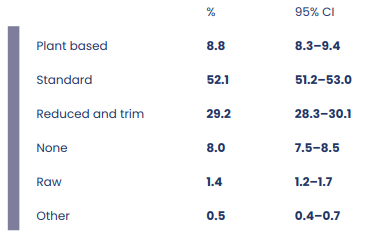 % 95% CI
Plant based 8.8 8.3–9.4
Standard 52.1 51.2–53.0
Reduced and trim 29.2 28.3–30.1
None 8.0 7.5–8.5
Raw 1.4 1.2–1.7
Other 0.5 0.4–0.7